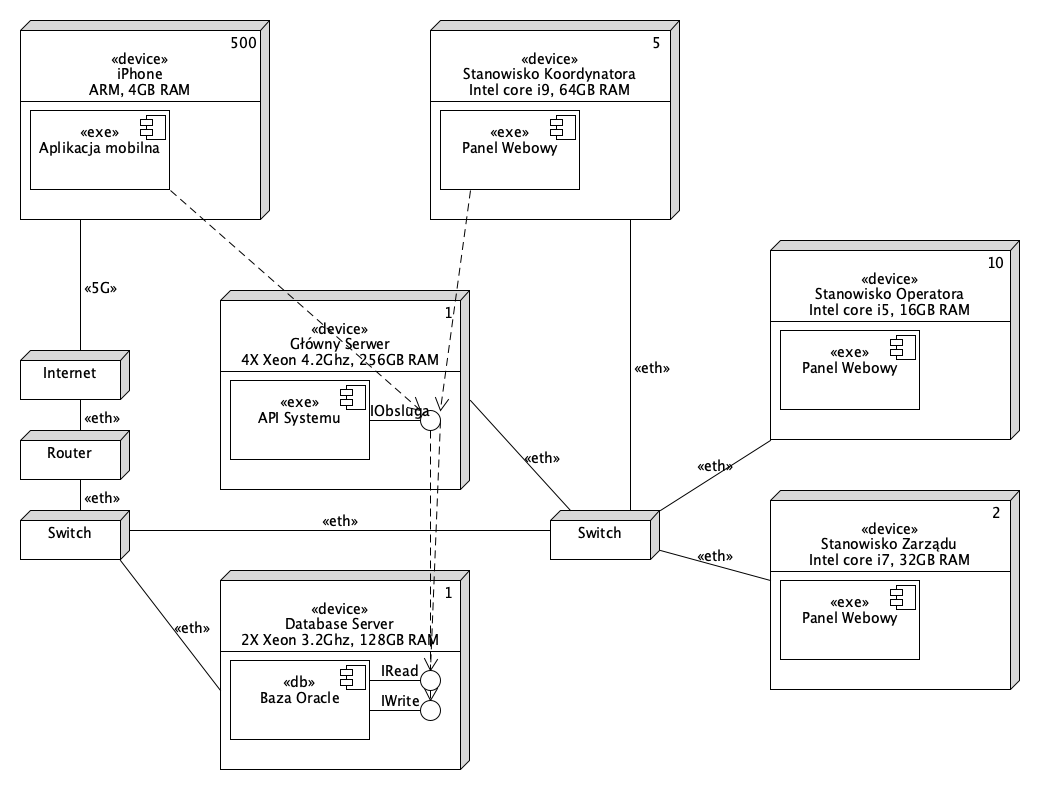 500
«device»
iPhone
ARM, 4GB RAM
«exe»
Aplikacja mobilna
5
«device»
Stanowisko Koordynatora
Intel core i9, 64GB RAM
«exe»
Panel Webowy
«5G»
10
«device»
Stanowisko Operatora
Intel core i5, 16GB RAM
«exe»
Panel Webowy
1
«device»
Główny Serwer
4X Xeon 4.2Ghz, 256GB RAM
«exe»
API Systemu
IObsluga
Internet
«eth»
Router
«eth»
Switch
«eth»
«eth»
«eth»
«eth»
Switch
«eth»
2
«device»
Stanowisko Zarządu
Intel core i7, 32GB RAM
«exe»
Panel Webowy
«eth»
1
«device»
Database Server
2X Xeon 3.2Ghz, 128GB RAM
«db»
Baza Oracle
IRead
IWrite